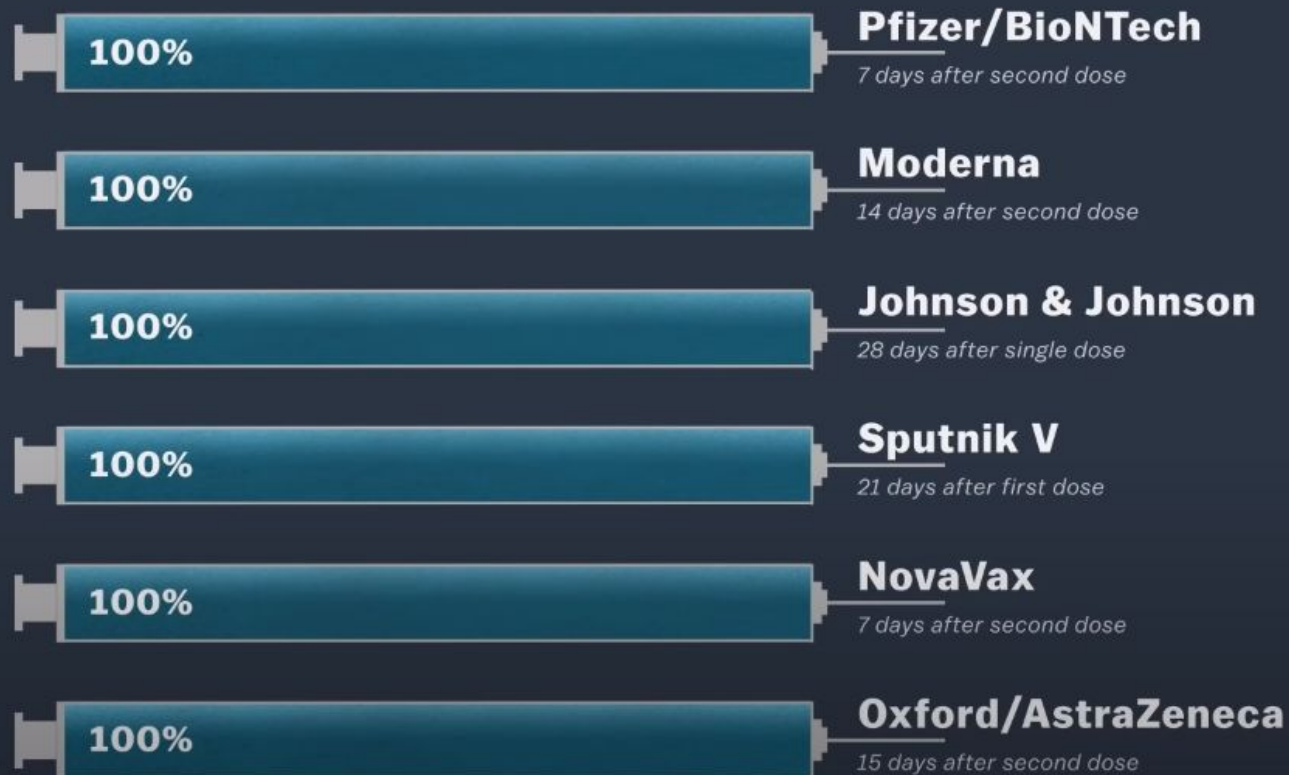 100%
Pfizer/BioNTech
7 days after second dose
100%
Moderna
14 days after second dose
100%
Johnson & Johnson
28 days after single dose
100%
Sputnik V
21 days after first dose
100%
NovaVax
7 days after second dose
100%
Oxford/AstraZeneca
15 days after second dose